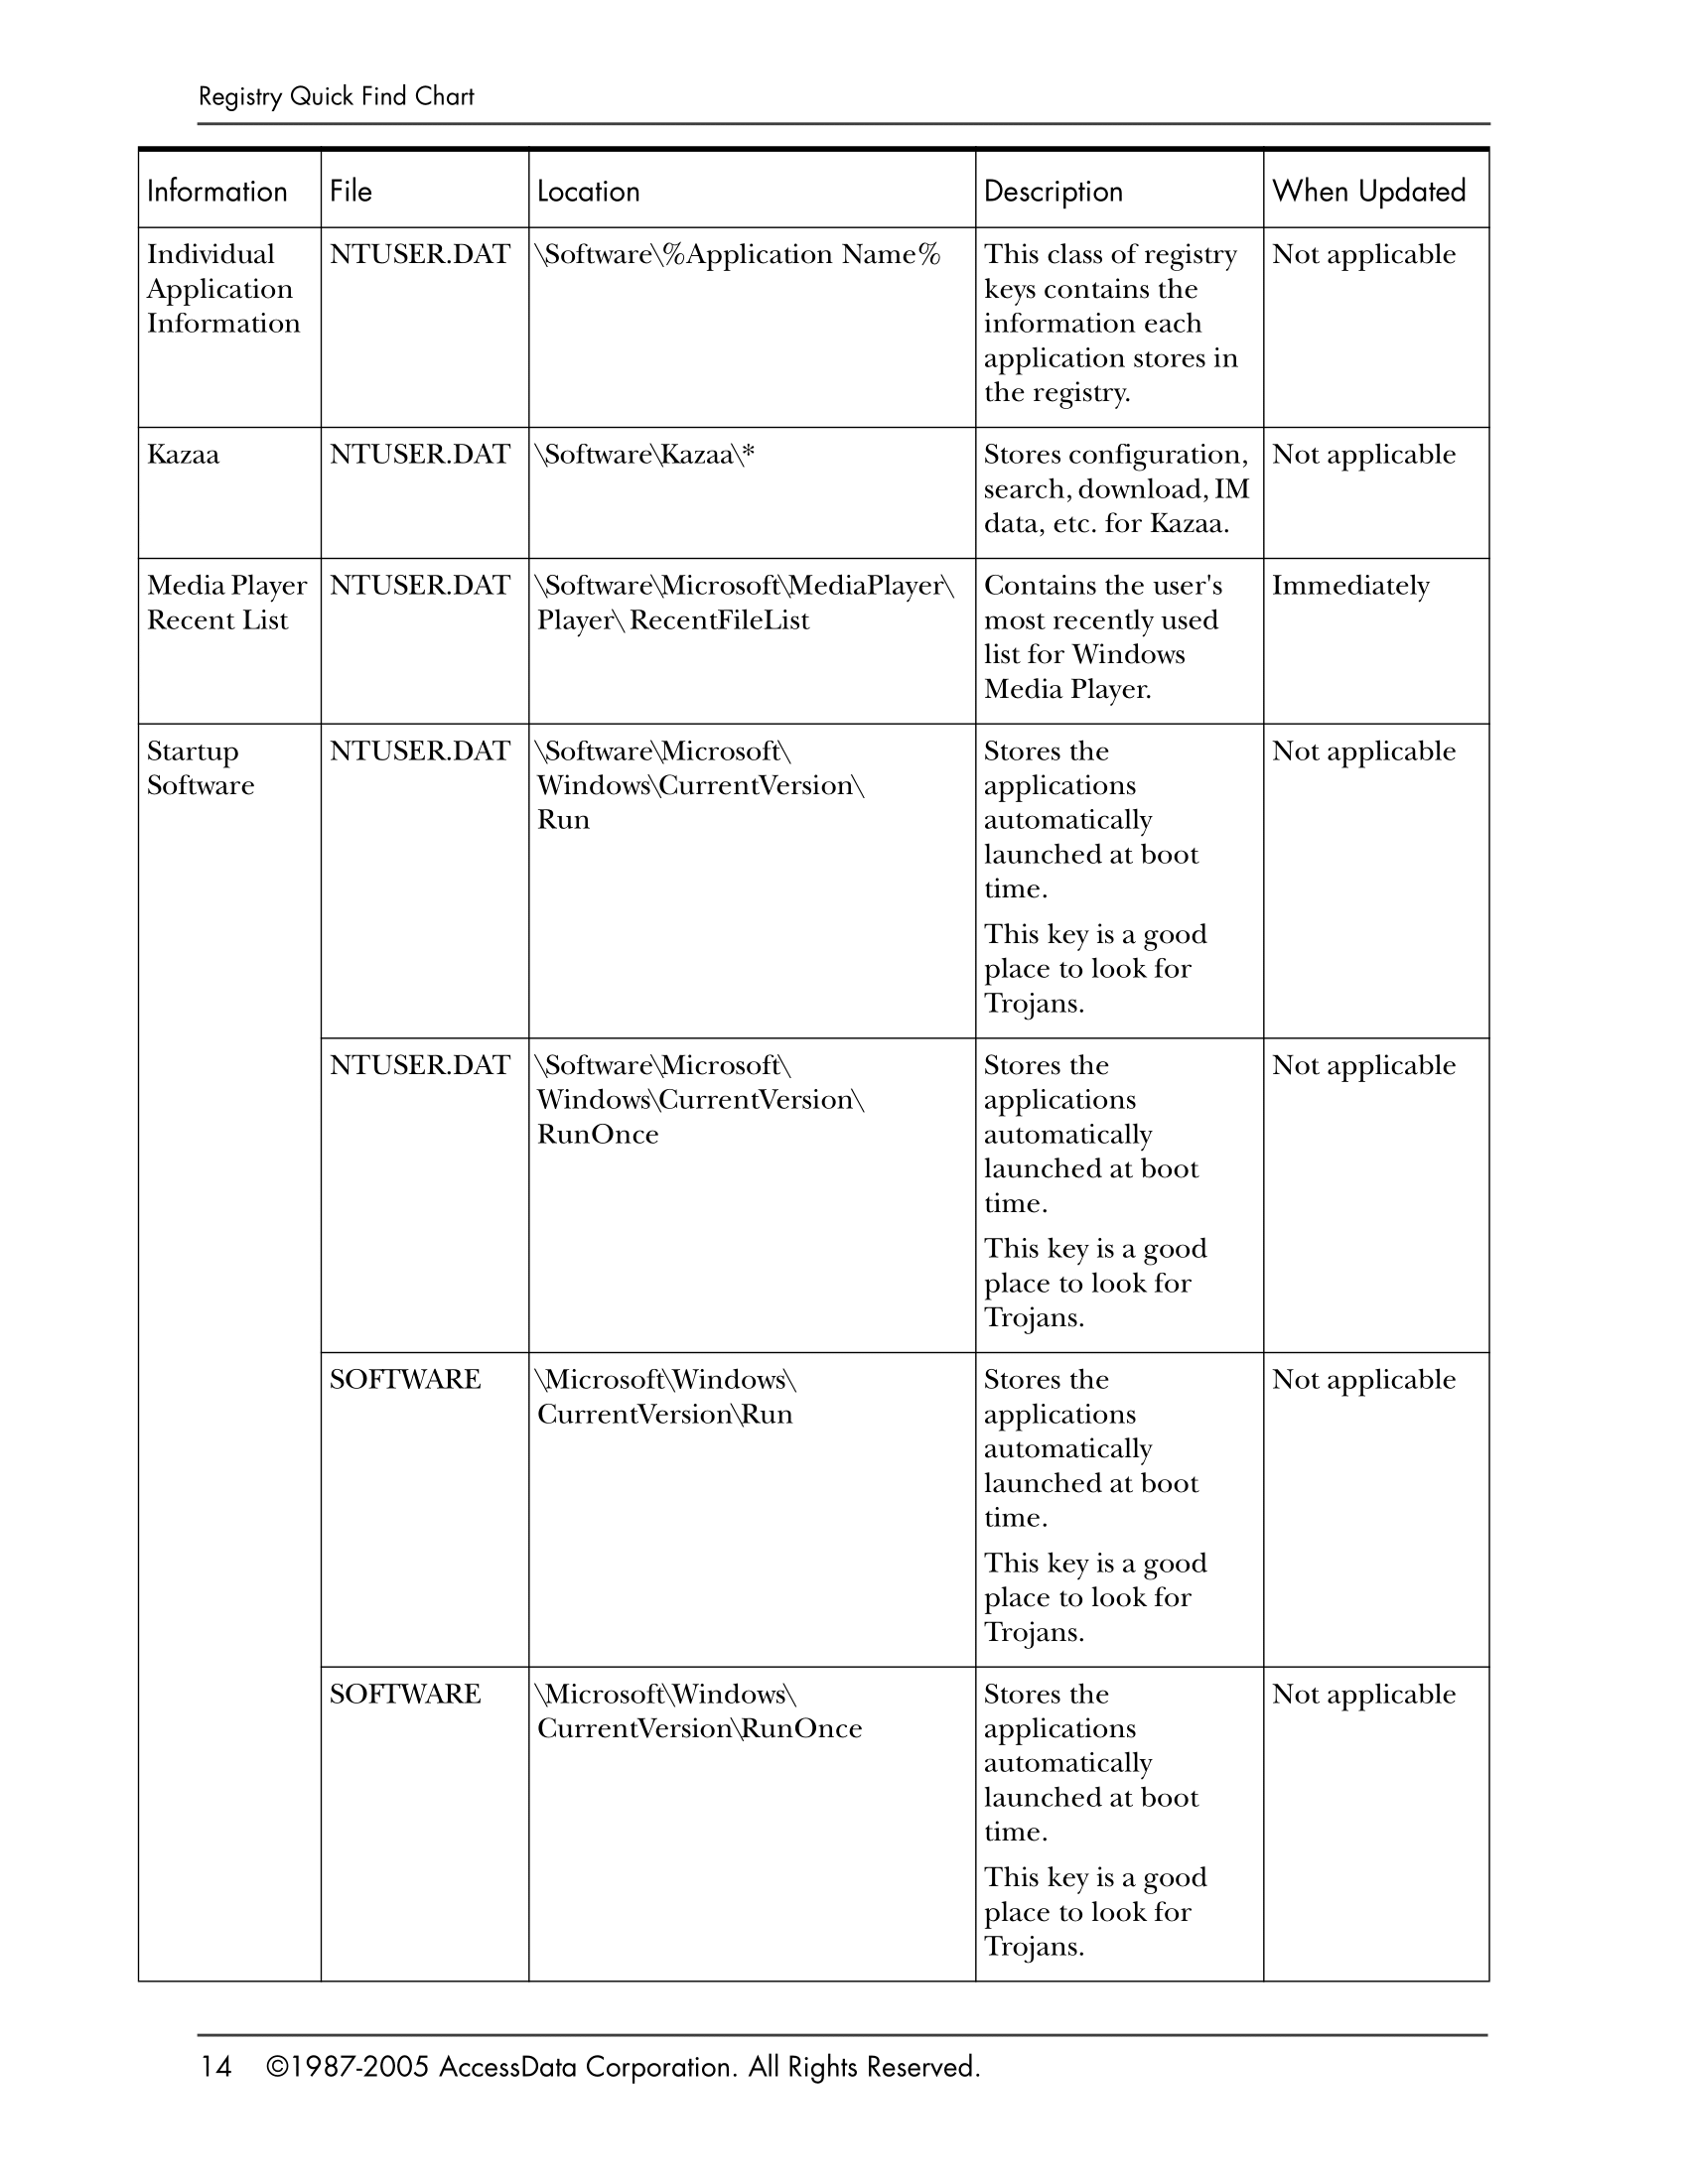 Registry Quick Find Chart
Information File Location Description When Updated
Individual
Application
Information
NTUSER.DAT
\Software\%Application Name%
This class of registry
keys contains the
information each
application stores in
the registry.
Not applicable
Kazaa
NTUSER.DAT
\Software\Kazaa\*
Stores configuration,
search, download, IM
data, etc. for Kazaa.
Not applicable
Media Player
Recent List
NTUSER.DAT
\Software\Microsoft\MediaPlayer\
Player\ RecentFileList
Contains the user's
most recently used
list for Windows
Media Player.
Immediately
Startup
Software
NTUSER.DAT
\Software\Microsoft\
Windows\CurrentVersion\
Run
Stores the
applications
automatically
launched at boot
time.
This key is a good
place to look for
Trojans.
Not applicable
NTUSER.DAT
\Software\Microsoft\
Windows\CurrentVersion\
RunOnce
Stores the
applications
automatically
launched at boot
time.
This key is a good
place to look for
Trojans.
Not applicable
SOFTWARE
\Microsoft\Windows\
CurrentVersion\Run
Stores the
applications
automatically
launched at boot
time.
This key is a good
place to look for
Trojans.
Not applicable
SOFTWARE
\Microsoft\Windows\
CurrentVersion\RunOnce
Stores the
applications
automatically
launched at boot
time.
This key is a good
place to look for
Trojans.
Not applicable
14 ©1987-2005 AccessData Corporation. All Rights Reserved.